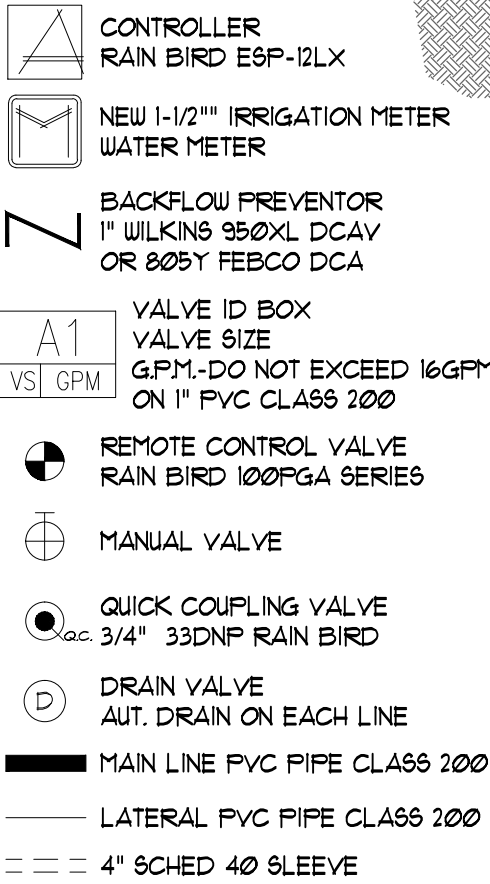 CONTROLLER
RAIN BIRD ESP-12LX
NEW 1-1/2"" IRRIGATION METER
WATER METER
BACKFLOW PREVENTOR
1" WILKINS 950XL DCAV
OR 805Y FEBCO DCA
A1
VS GPM
VALVE ID BOX
VALVE SIZE
G.P.M.-DO NOT EXCEED 16GPM
ON 1" PVC CLASS 200
REMOTE CONTROL VALVE
RAIN BIRD 100PGA SERIES
MANUAL VALVE
QUICK COUPLING VALVE
Q.C. 3/4" 33DNP RAIN BIRD
D
DRAIN VALVE
AUT. DRAIN ON EACH LINE
MAIN LINE PVC PIPE CLASS 200
LATERAL PVC PIPE CLASS 200
4" SCHED 40 SLEEVE